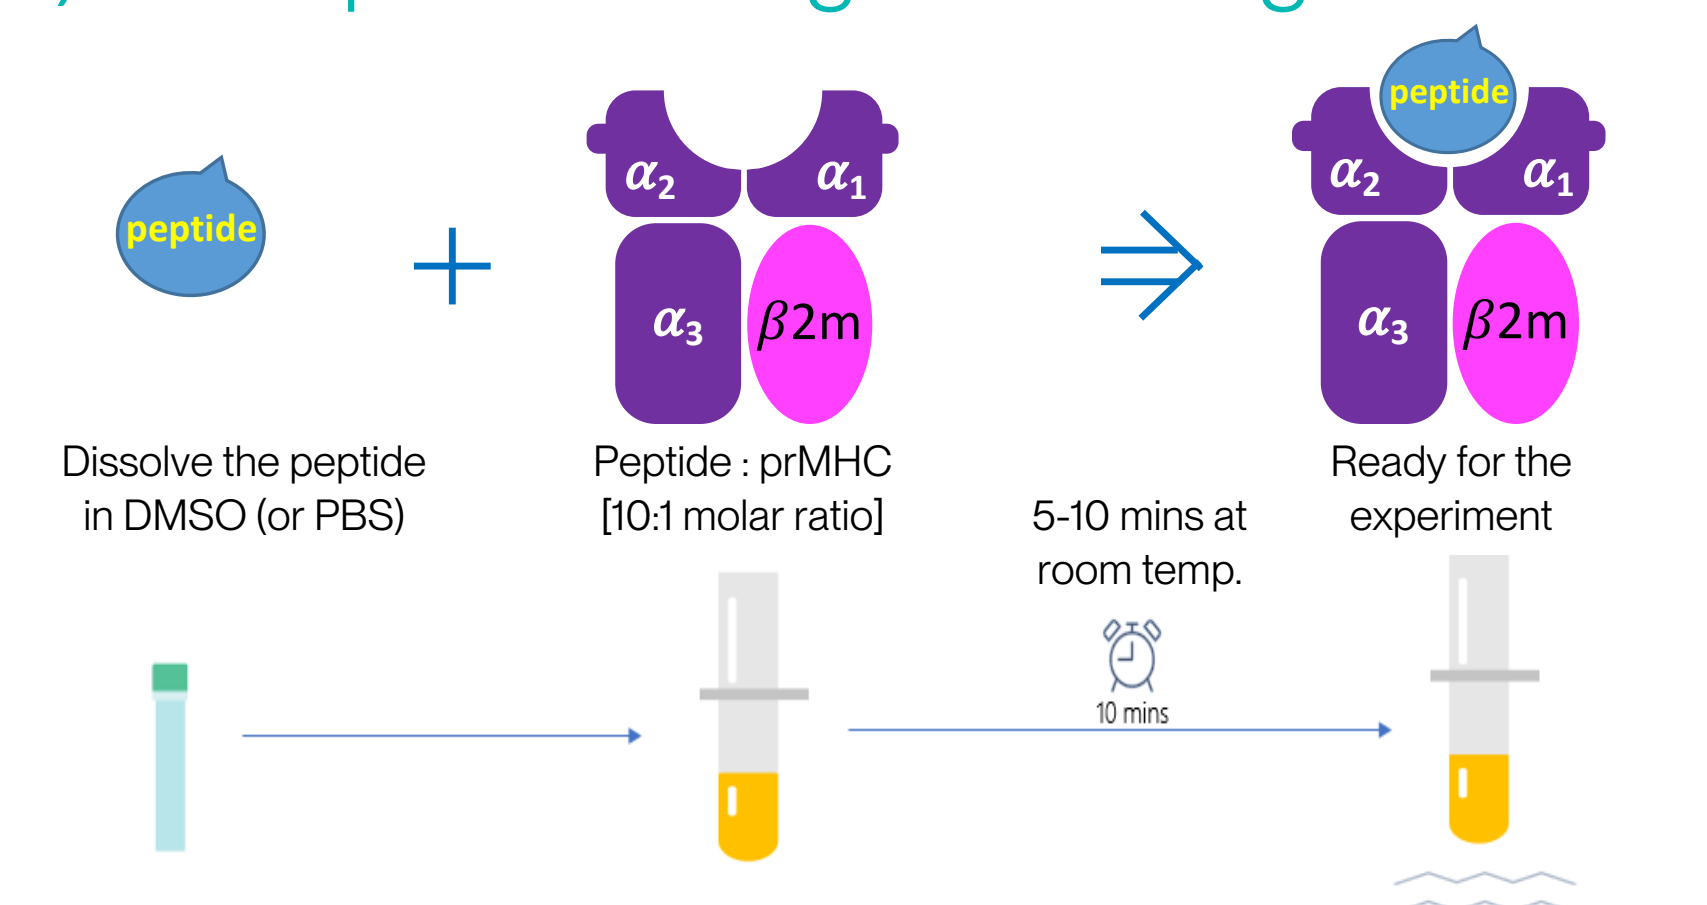 peptide
α2
α1
α3
β2m
peptide
α2
α1
α3
β2m
Dissolve the peptide
in DMSO (or PBS)
Peptide : prMHC
[10:1 molar ratio]
5-10 mins at
room temp.
Ready for the
experiment
10 mins